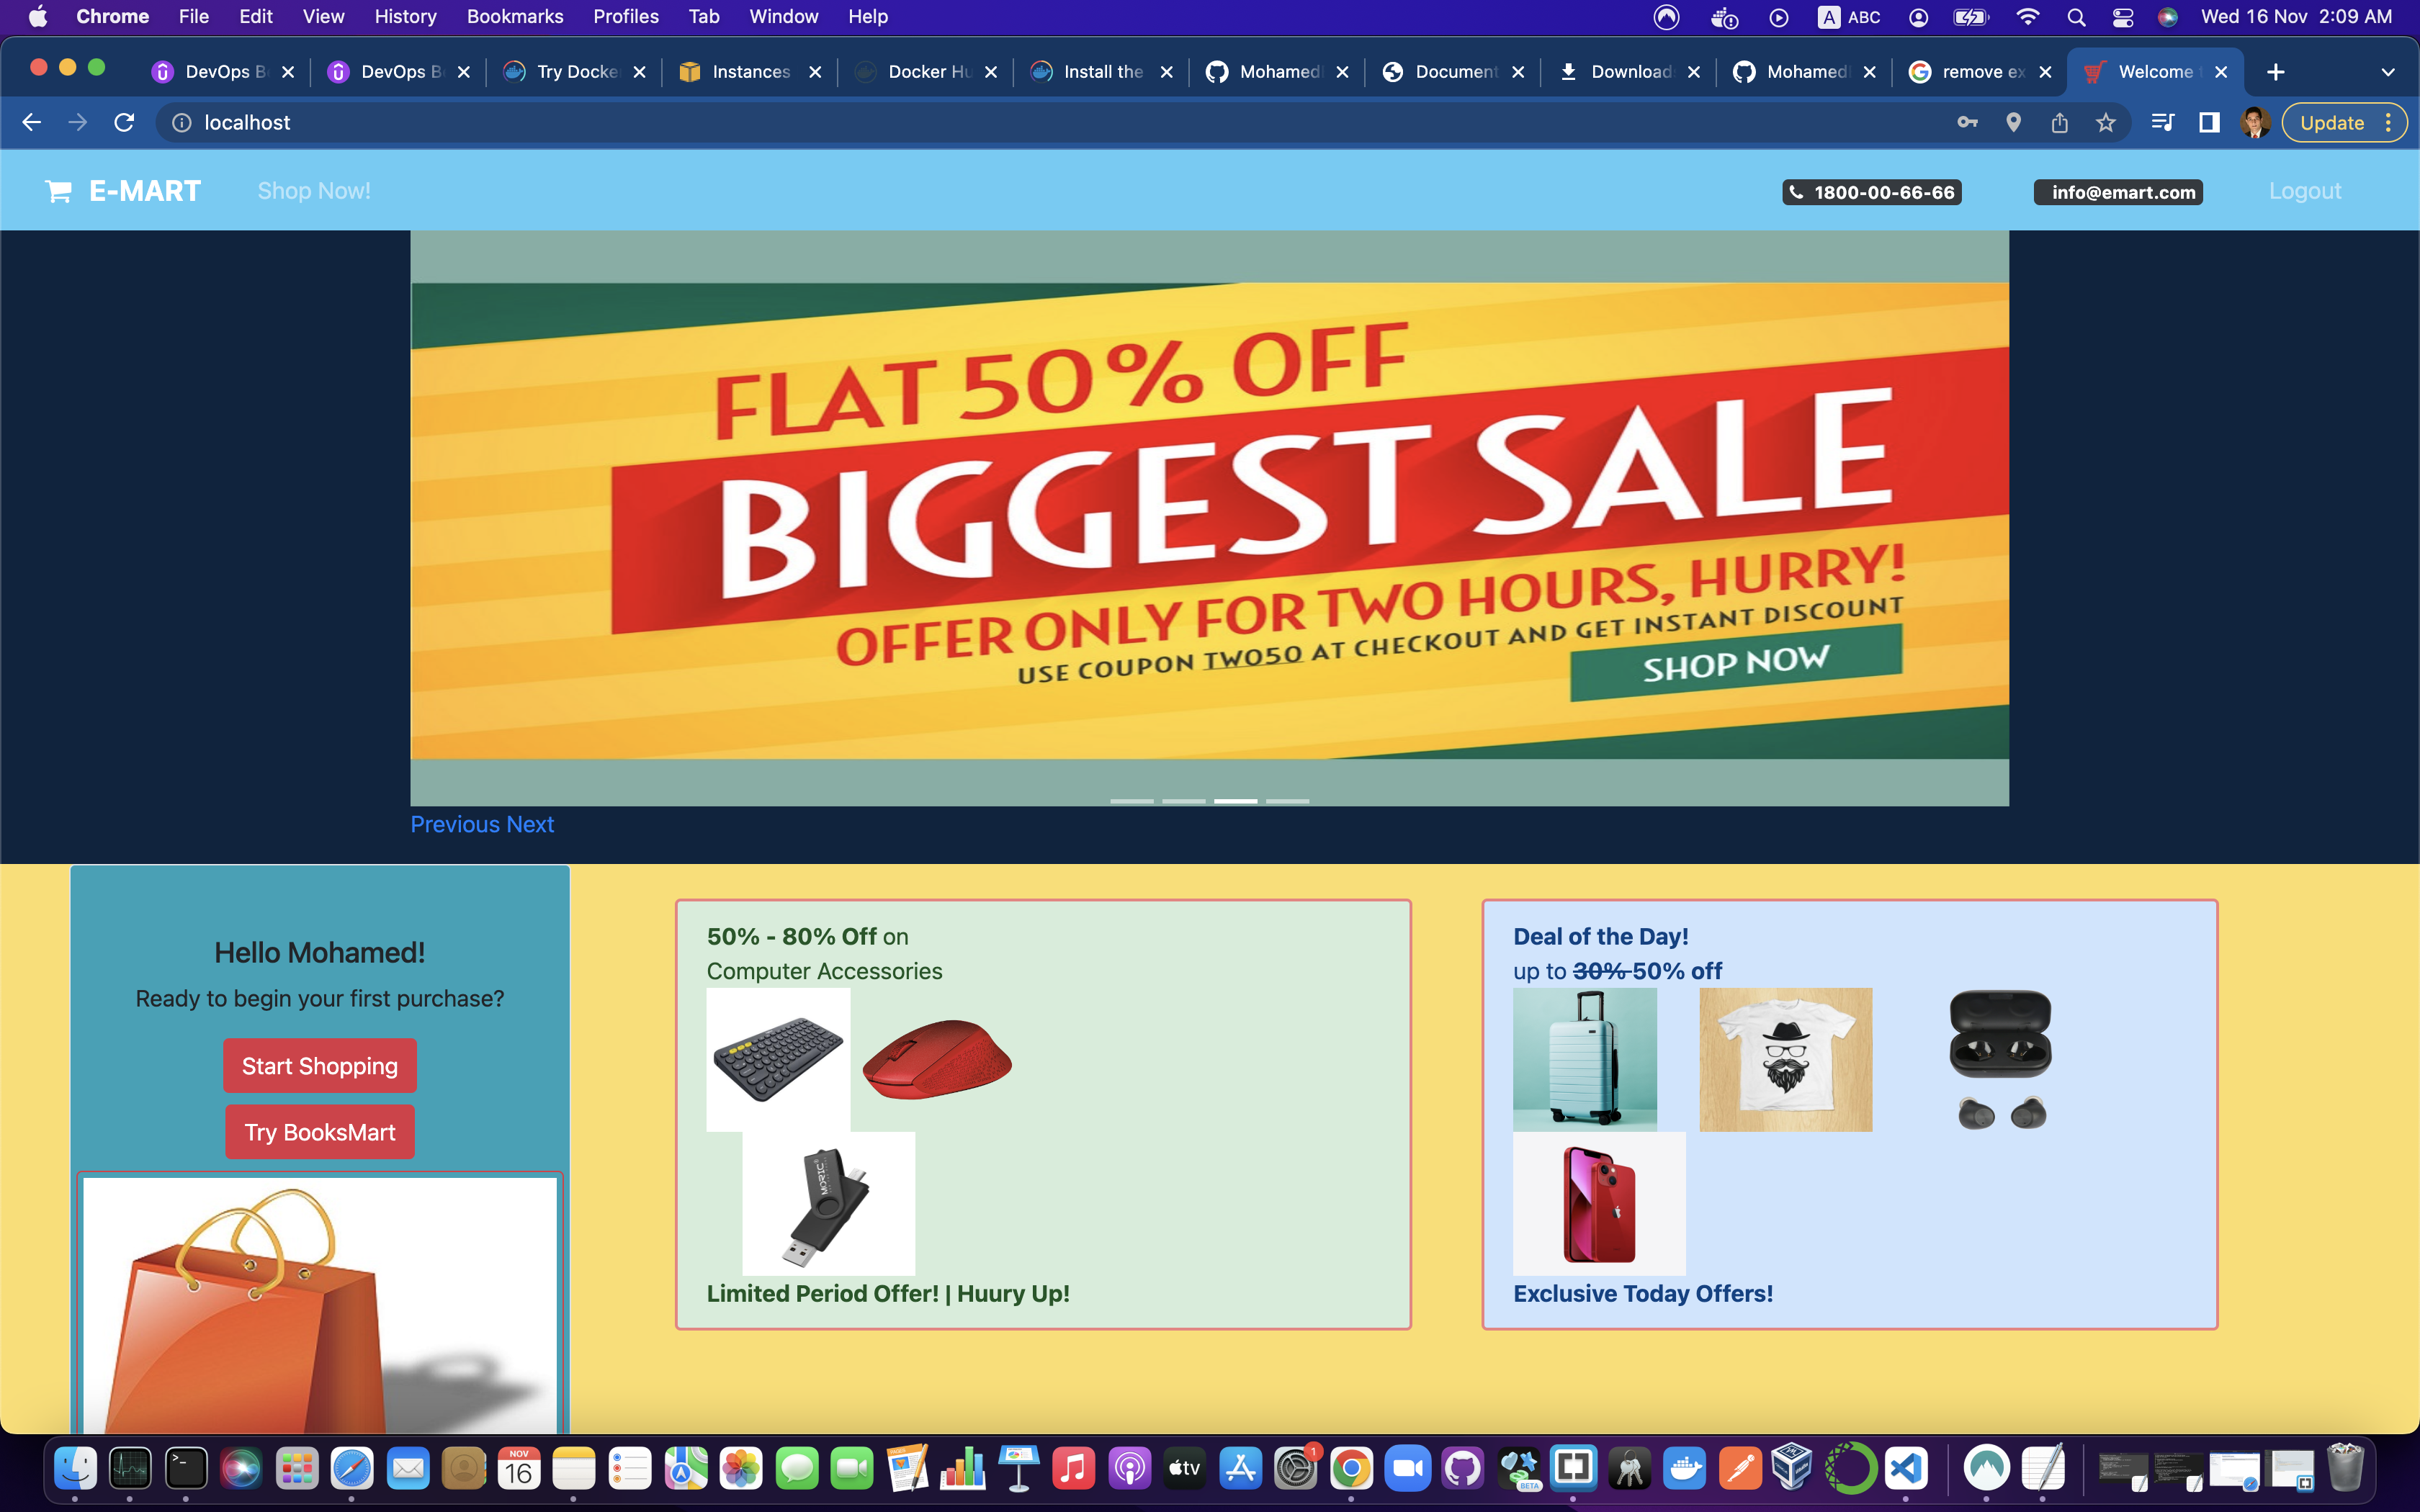 Chrome File Edit View History Bookmarks Profiles Tab Window Help A ABC Wed 16 Nov 2:09 AM
DevOps B DevOps B Try Docke Instances Docker Hu Install the Mohamed Document Download Mohamed remove ex Welcome
localhost Update
E-MART Shop Now! 1800-00-66-66 info@emart.com Logout
FLAT 50% OFF
BIGGEST SALE
OFFER ONLY FOR TWO HOURS, HURRY!
USE COUPON TWO50 AT CHECKOUT AND GET INSTANT DISCOUNT
SHOP NOW
Previous Next
Hello Mohamed!
Ready to begin your first purchase?
Start Shopping
Try BooksMart
50% - 80% Off on
Computer Accessories
Limited Period Offer! | Huury Up!
Deal of the Day!
up to 30% 50% off
Exclusive Today Offers!
NOV
16
tv
1
BETA